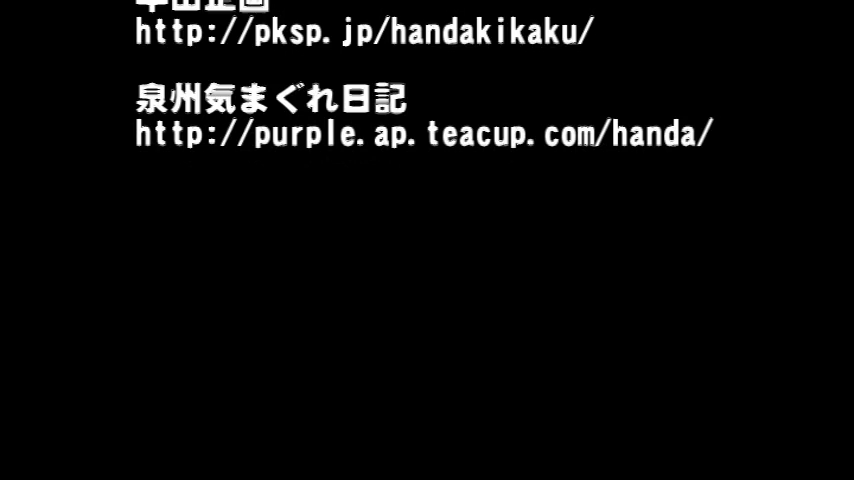 http://pksp.jp/handakikaku/
泉州気まぐれ日記
http://purple.ap.teacup.com/handa/